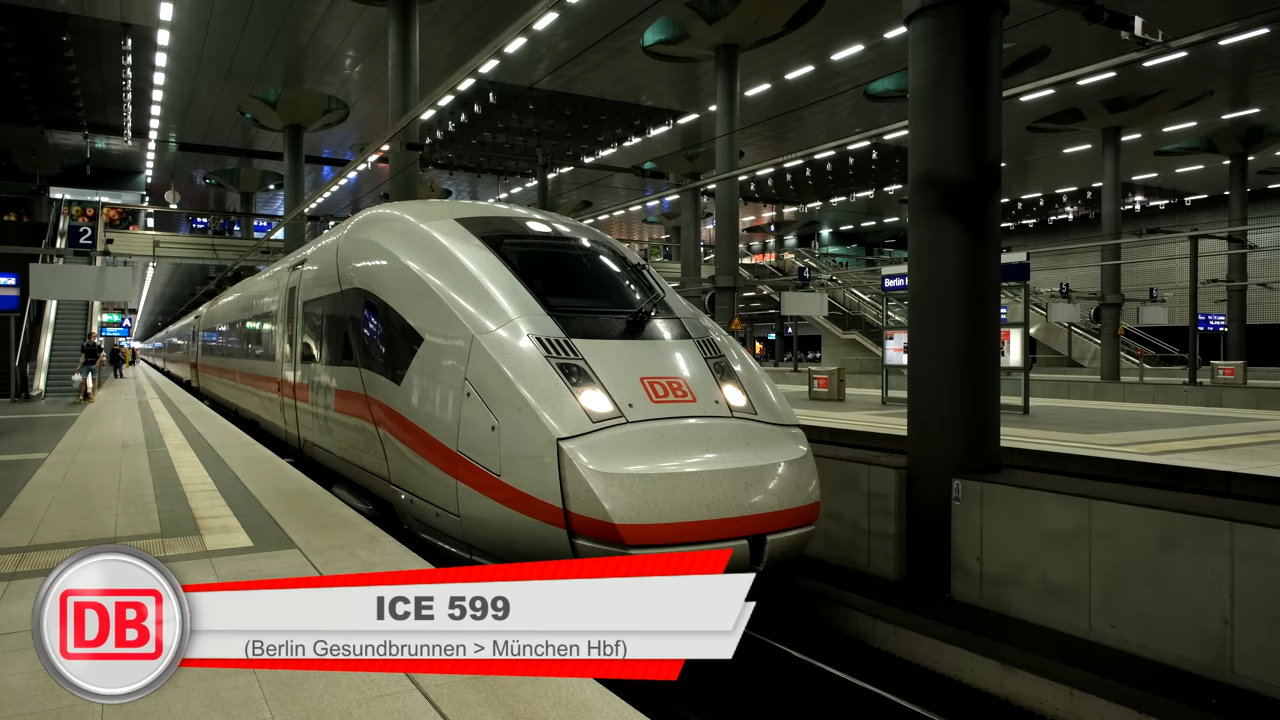 2
4
Berlin H
5
6
A
A
DB
DB
ICE 599
(Berlin Gesundbrunnen > München Hbf)